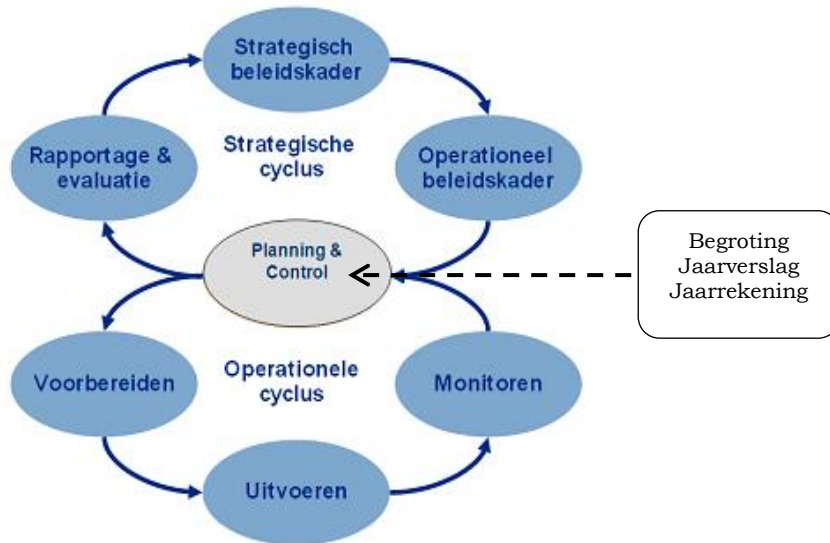 Strategisch
beleidskader
Rapportage &
evaluatie
Strategische
cyclus
Operationeel
beleidskader
Planning &
Control
Begroting
Jaarverslag
Jaarrekening
Voorbereiden
Operationele
cyclus
Monitoren
Uitvoeren